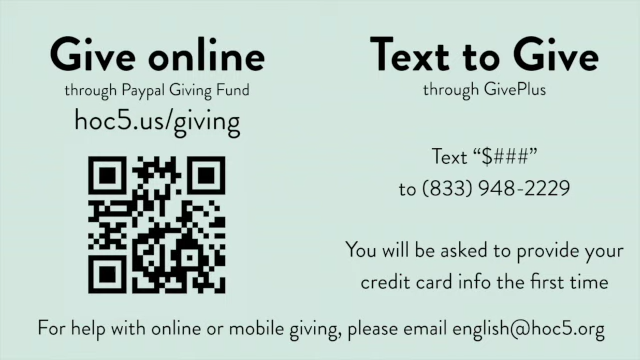 Give online
through Paypal Giving Fund
hoc5.us/giving
Text to Give
through GivePlus
Text “$###”
to (833) 948-2229
You will be asked to provide your
credit card info the first time
For help with online or mobile giving, please email english@hoc5.org